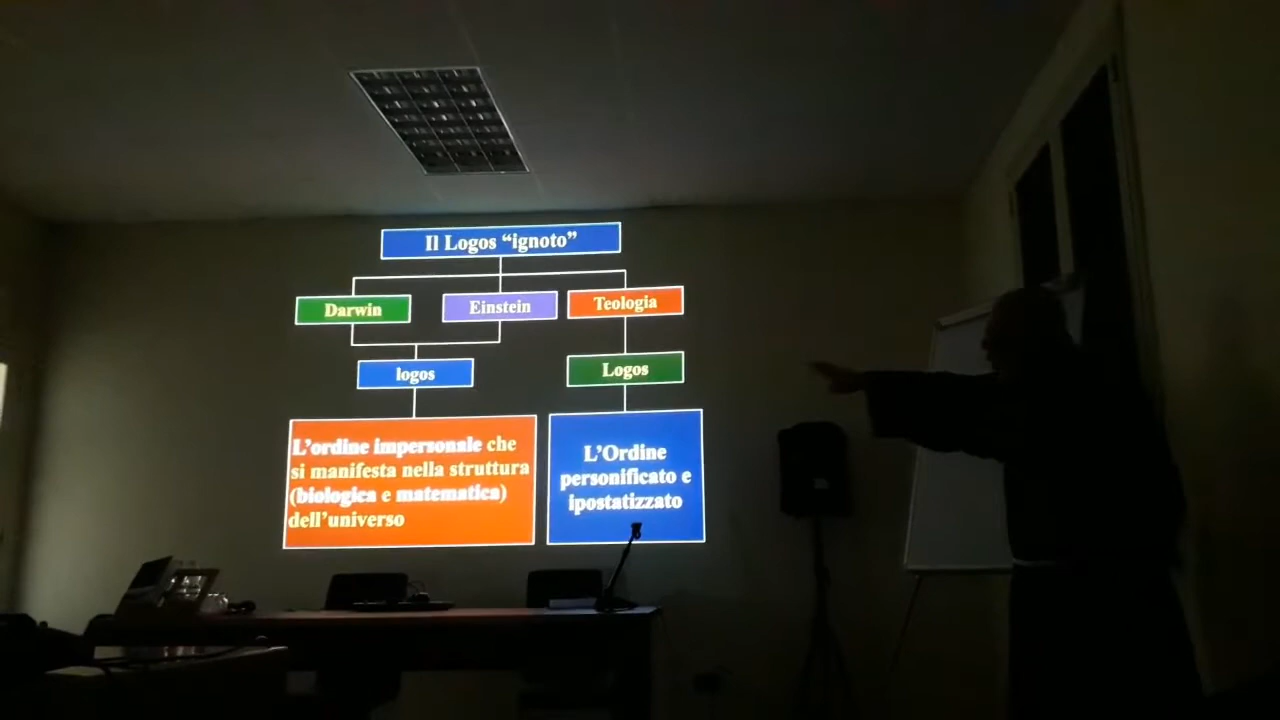 Il Logos “ignoto”
Darwin
Einstein
Teologia
logos
Logos
L’ordine impersonale che
si manifesta nella struttura
(biologica e matematica)
dell’universo
L’Ordine
personificato e
ipostatizzato